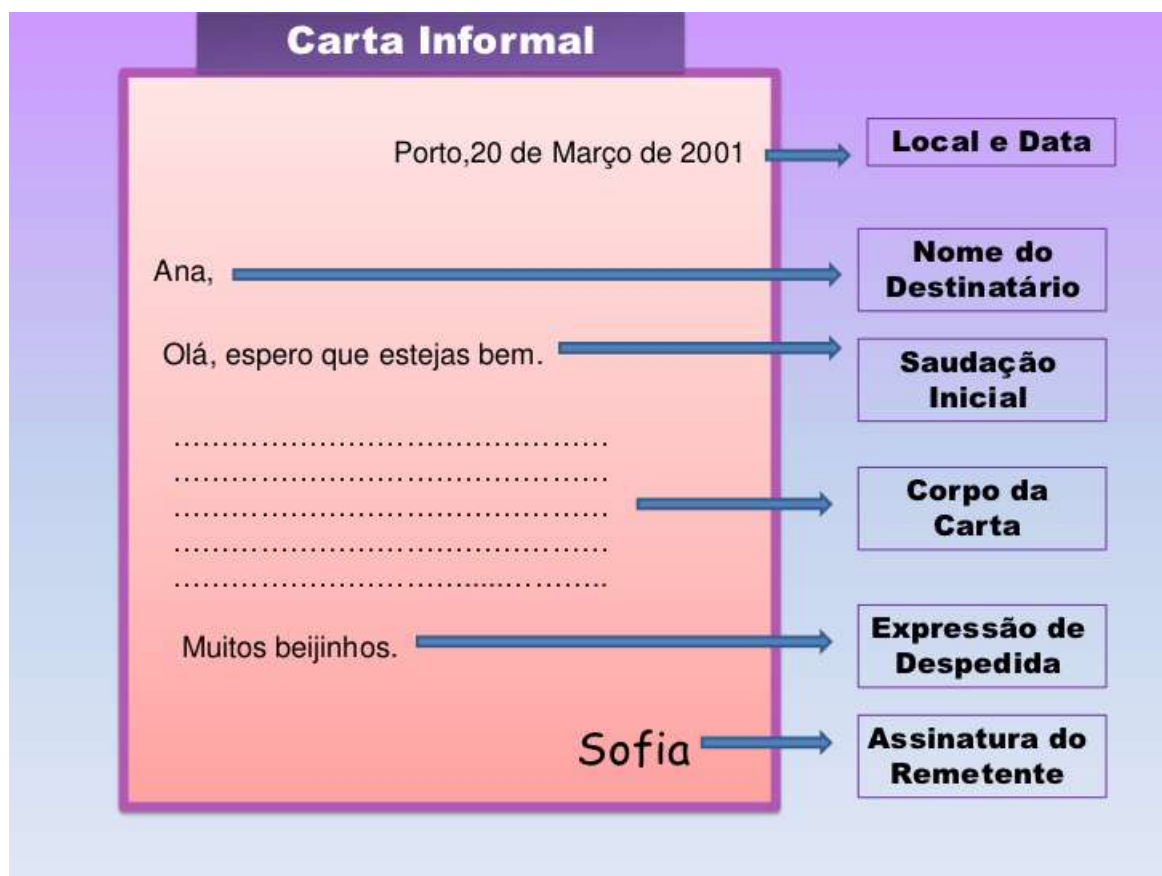 Carta Informal
Porto,20 de Março de 2001
Local e Data
Ana,
Nome do
Destinatário
Olá, espero que estejas bem.
Saudação
Inicial
……………………………………………
……………………………………………
……………………………………………
……………………………………………
…………………………….....………..
Corpo da
Carta
Muitos beijinhos.
Expressão de
Despedida
Sofia
Assinatura do
Remetente